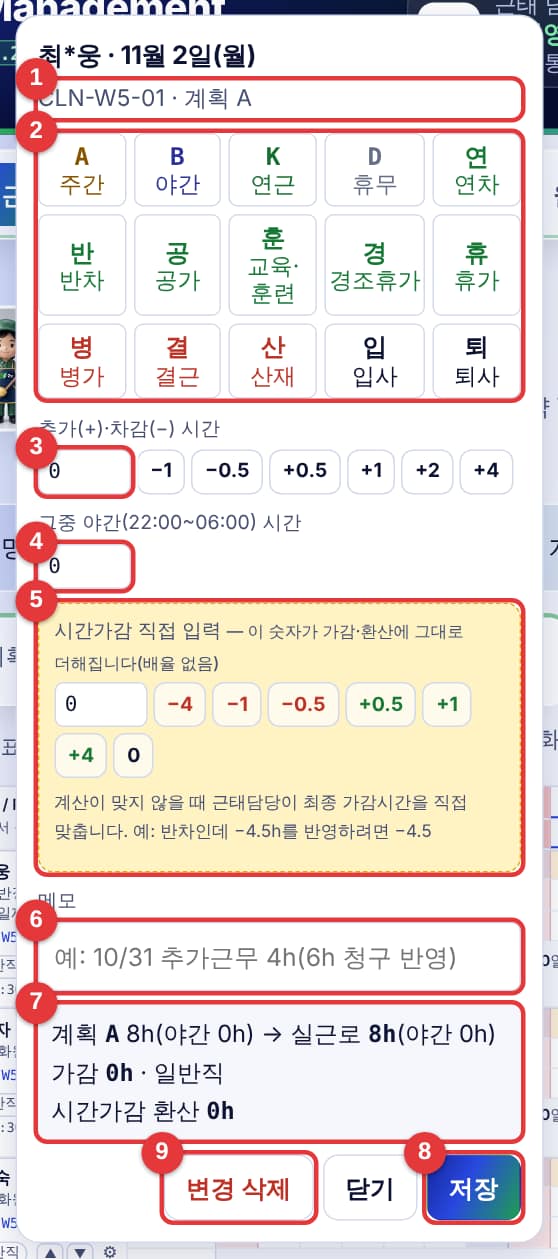 Management
근태 담
최*웅 · 11월 2일(월)
1
CLN-W5-01 · 계획 A
2
A B K D 연
주간 야간 연근 휴무 연차
반 공 훈 경 휴
반차 공가 교육· 경조휴가 휴가
훈련
병 결 산 입 퇴
병가 결근 산재 입사 퇴사
추가(+)·차감(−) 시간
3
0 −1 −0.5 +0.5 +1 +2 +4
그중 야간(22:00~06:00) 시간
4
0
5
시간가감 직접 입력 — 이 숫자가 가감·환산에 그대로
더해집니다(배율 없음)
0 −4 −1 −0.5 +0.5 +1
+4 0
계산이 맞지 않을 때 근태담당이 최종 가감시간을 직접
맞춥니다. 예: 반차인데 −4.5h를 반영하려면 −4.5
메모
6
예: 10/31 추가근무 4h(6h 청구 반영)
7
계획 A 8h(야간 0h) → 실근로 8h(야간 0h)
가감 0h · 일반직
시간가감 환산 0h
9 8
변경 삭제 닫기 저장